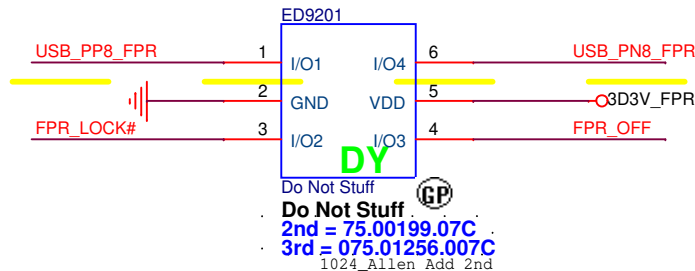 ED9201
USB_PP8_FPR 1 I/O1 I/O4 6 USB_PN8_FPR
2 GND VDD 5 3D3V_FPR
FPR_LOCK# 3 I/O2 I/O3 4 FPR_OFF
DY
Do Not Stuff
GP
Do Not Stuff
2nd = 75.00199.07C
3rd = 075.01256.007C
1024_Allen Add 2nd